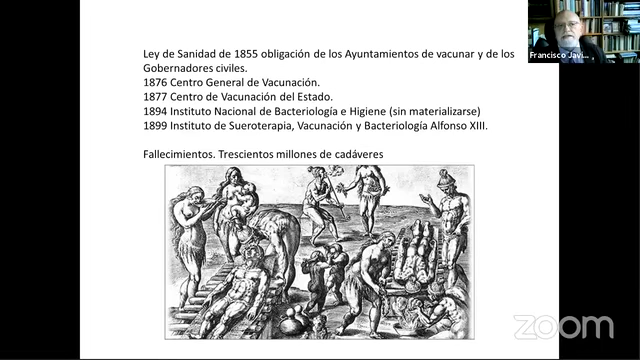 Ley de Sanidad de 1855 obligación de los Ayuntamientos de vacunar y de los
Gobernadores civiles.
1876 Centro General de Vacunación.
1877 Centro de Vacunación del Estado.
1894 Instituto Nacional de Bacteriología e Higiene (sin materializarse)
1899 Instituto de Sueroterapia, Vacunación y Bacteriología Alfonso XIII.
Fallecimientos. Trescientos millones de cadáveres
Francisco Javi...
zoom